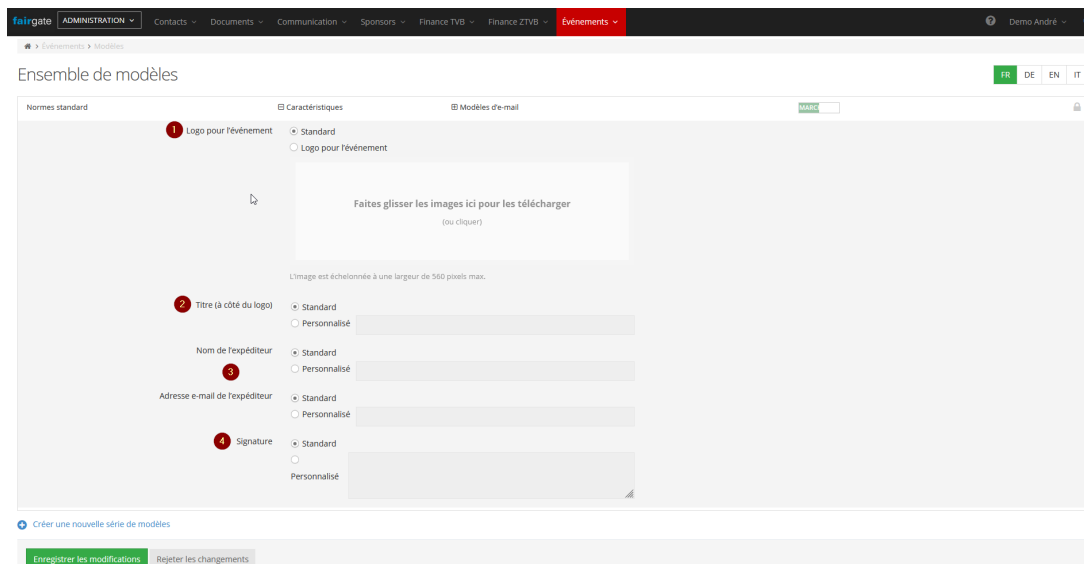 fairgate ADMINISTRATION Contacts Documents Communication Sponsors Finance TVB Finance ZTVB Événements Demo André
Événements > Modèles
Ensemble de modèles
FR DE EN IT
Normes standard Caractéristiques Modèles d'e-mail MARCH
1 Logo pour l'événement Standard
Logo pour l'événement
Faites glisser les images ici pour les télécharger
(ou cliquer)
L'image est échelonnée à une largeur de 560 pixels max.
2 Titre (à côté du logo) Standard
Personnalisé
Nom de l'expéditeur Standard
3 Personnalisé
Adresse e-mail de l'expéditeur Standard
Personnalisé
4 Signature Standard
Personnalisé
Créer une nouvelle série de modèles
Enregistrer les modifications Rejeter les changements